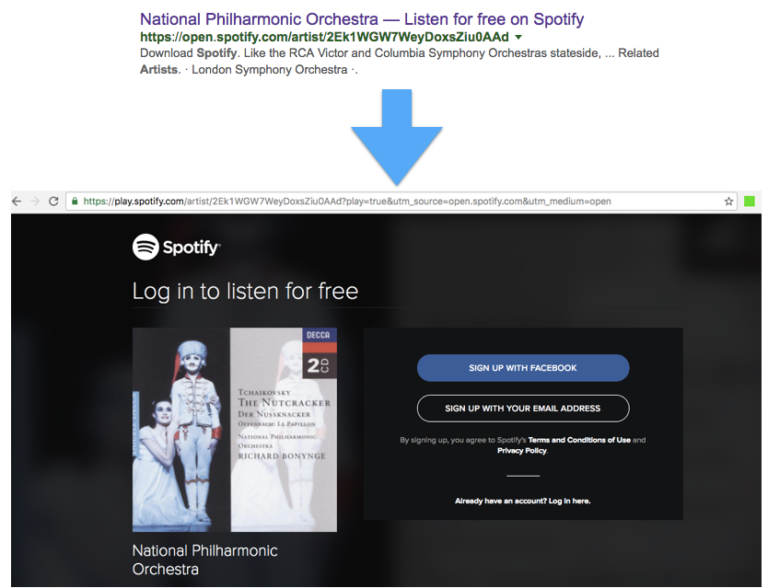 National Philharmonic Orchestra — Listen for free on Spotify
https://open.spotify.com/artist/2Ek1WGW7WeyDoxsZiu0AAd
Download Spotify. Like the RCA Victor and Columbia Symphony Orchestras stateside, ... Related
Artists. · London Symphony Orchestra ·.
https://play.spotify.com/artist/2Ek1WGW7WeyDoxsZiu0AAd?play=true&utm_source=open.spotify.com&utm_medium=open
Spotify
Log in to listen for free
DECCA
2 CD
TCHAIKOVSKY
THE NUTCRACKER
DER NUSSKNACKER
OFFENBACH: LE PAPILLON
NATIONAL PHILHARMONIC
ORCHESTRA
RICHARD BONYNGE
National Philharmonic
Orchestra
SIGN UP WITH FACEBOOK
SIGN UP WITH YOUR EMAIL ADDRESS
By signing up, you agree to Spotify's Terms and Conditions of Use and
Privacy Policy.
Already have an account? Log in here.